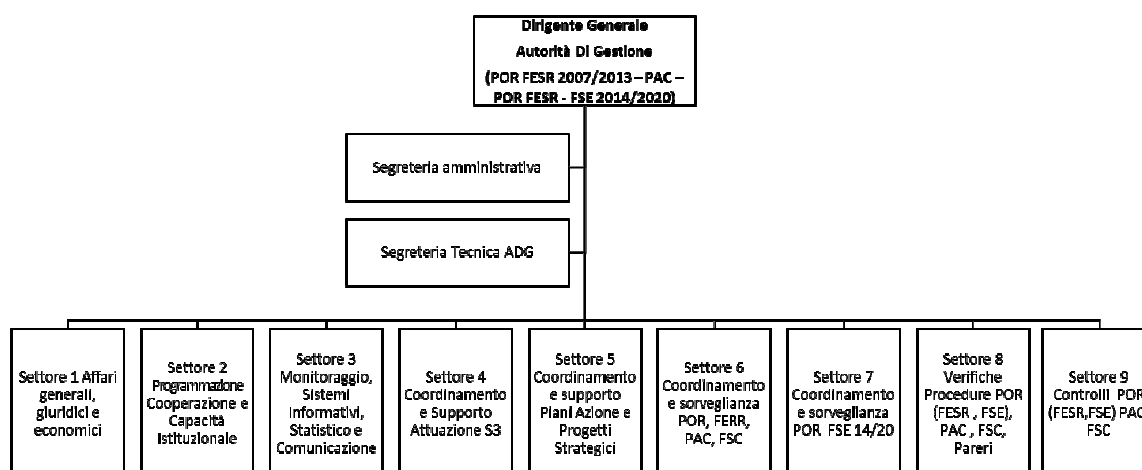 Dirigente Generale
Autorità Di Gestione
(POR FESR 2007/2013 – PAC –
POR FESR - FSE 2014/2020)
Segreteria amministrativa
Segreteria Tecnica ADG
Settore 1 Affari
generali,
giuridici e
economici
Settore 2
Programmazione
Cooperazione e
Capacità
Istituzionale
Settore 3
Monitoraggio,
Sistemi
Informativi,
Statistico e
Comunicazione
Settore 4
Coordinamento
e Supporto
Attuazione S3
Settore 5
Coordinamento
e supporto
Piani Azione e
Progetti
Strategici
Settore 6
Coordinamento
e sorveglianza
POR, FERR,
PAC, FSC
Settore 7
Coordinamento
e sorveglianza
POR FSE 14/20
Settore 8
Verifiche
Procedure POR
(FESR , FSE),
PAC , FSC,
Pareri
Settore 9
Controlli POR
(FESR,FSE) PAC
FSC